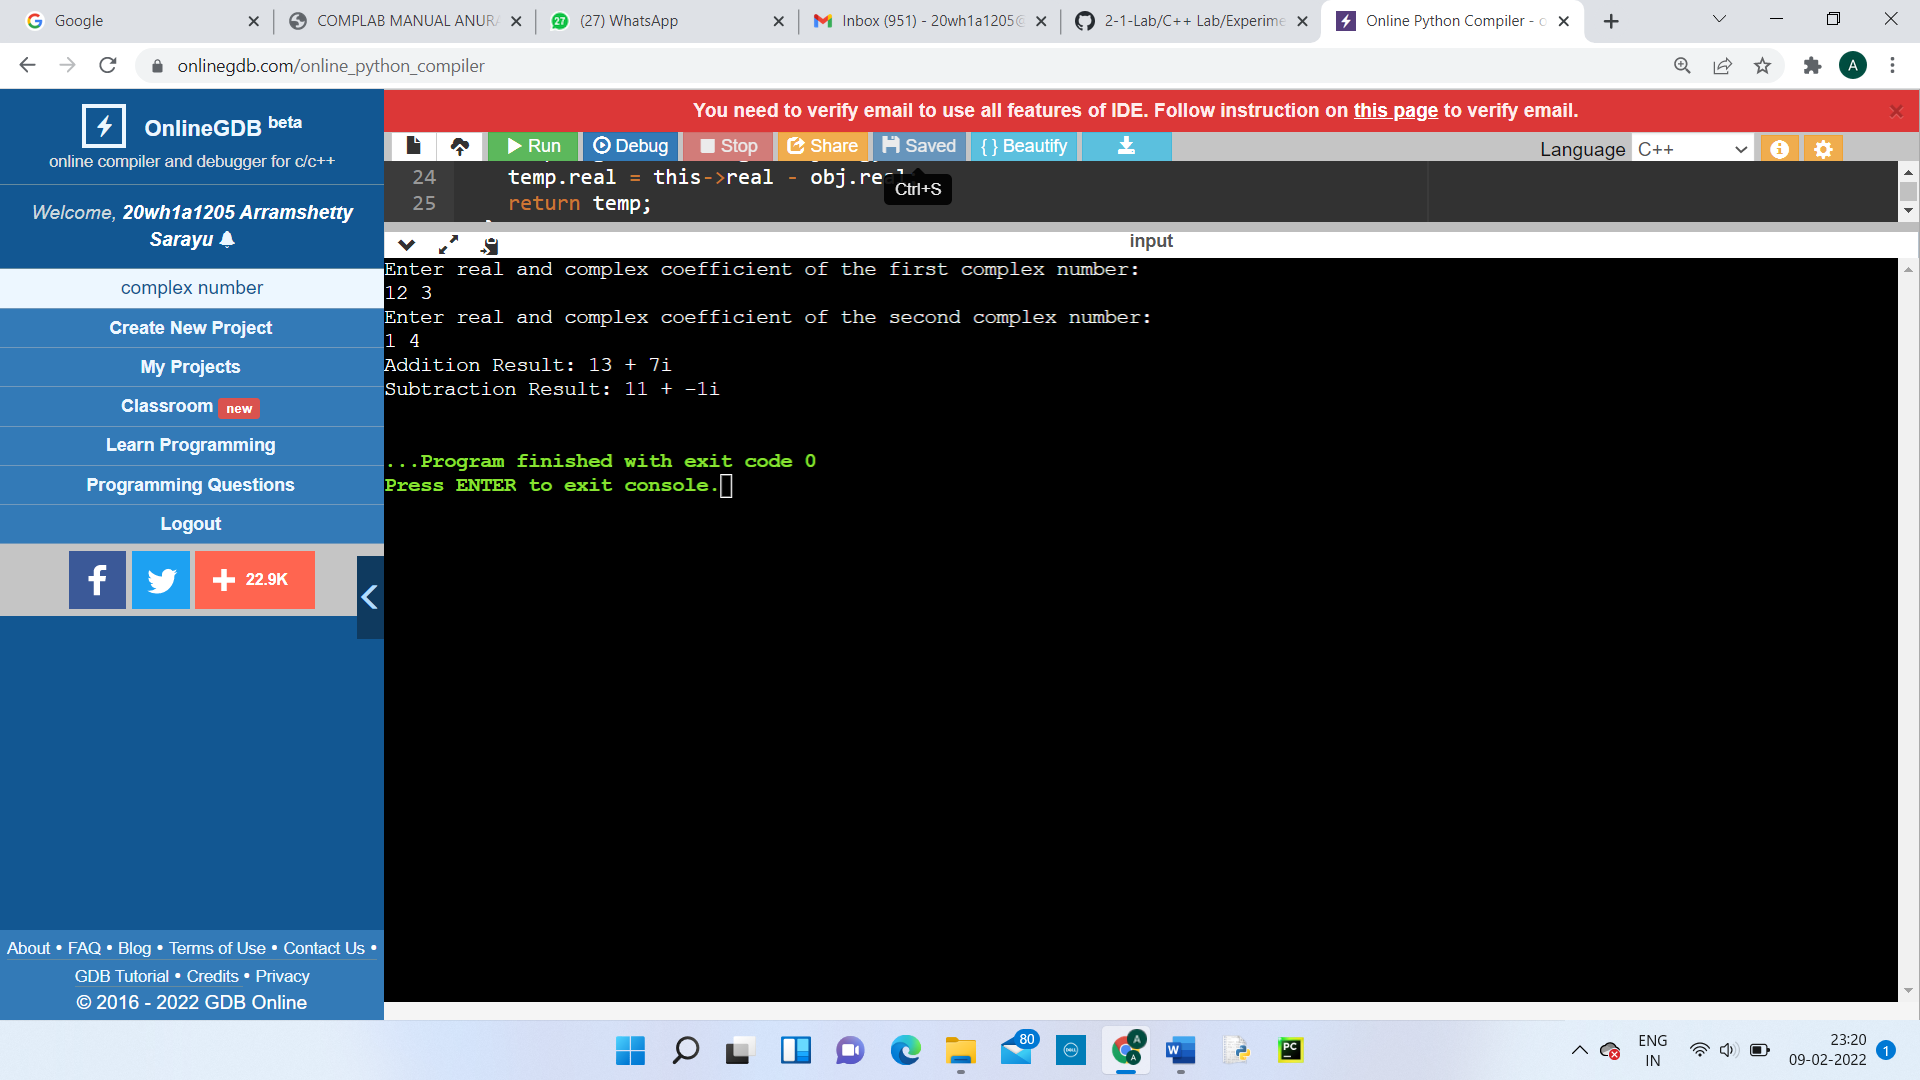 Google
COMPLAB MANUAL ANURA
(27) WhatsApp
Inbox (951) - 20wh1a1205@
2-1-Lab/C++ Lab/Experime
Online Python Compiler - o
onlinegdb.com/online_python_compiler
A
OnlineGDB beta
online compiler and debugger for c/c++
Welcome, 20wh1a1205 Arramshetty
Sarayu
complex number
Create New Project
My Projects
Classroom new
Learn Programming
Programming Questions
Logout
22.9K
About • FAQ • Blog • Terms of Use • Contact Us •
GDB Tutorial • Credits • Privacy
© 2016 - 2022 GDB Online
You need to verify email to use all features of IDE. Follow instruction on this page to verify email.
Run Debug Stop Share Saved { } Beautify
Language C++
24 temp.real = this->real - obj.real
Ctrl+S
25 return temp;
input
Enter real and complex coefficient of the first complex number:
12 3
Enter real and complex coefficient of the second complex number:
1 4
Addition Result: 13 + 7i
Subtraction Result: 11 + -1i
...Program finished with exit code 0
Press ENTER to exit console.
80
ENG
IN
23:20
09-02-2022
1